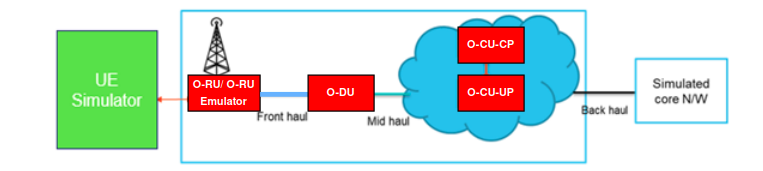 UE
Simulator
O-RU/ O-RU
Emulator
Front haul
O-DU
Mid haul
O-CU-CP
O-CU-UP
Back haul
Simulated
core N/W